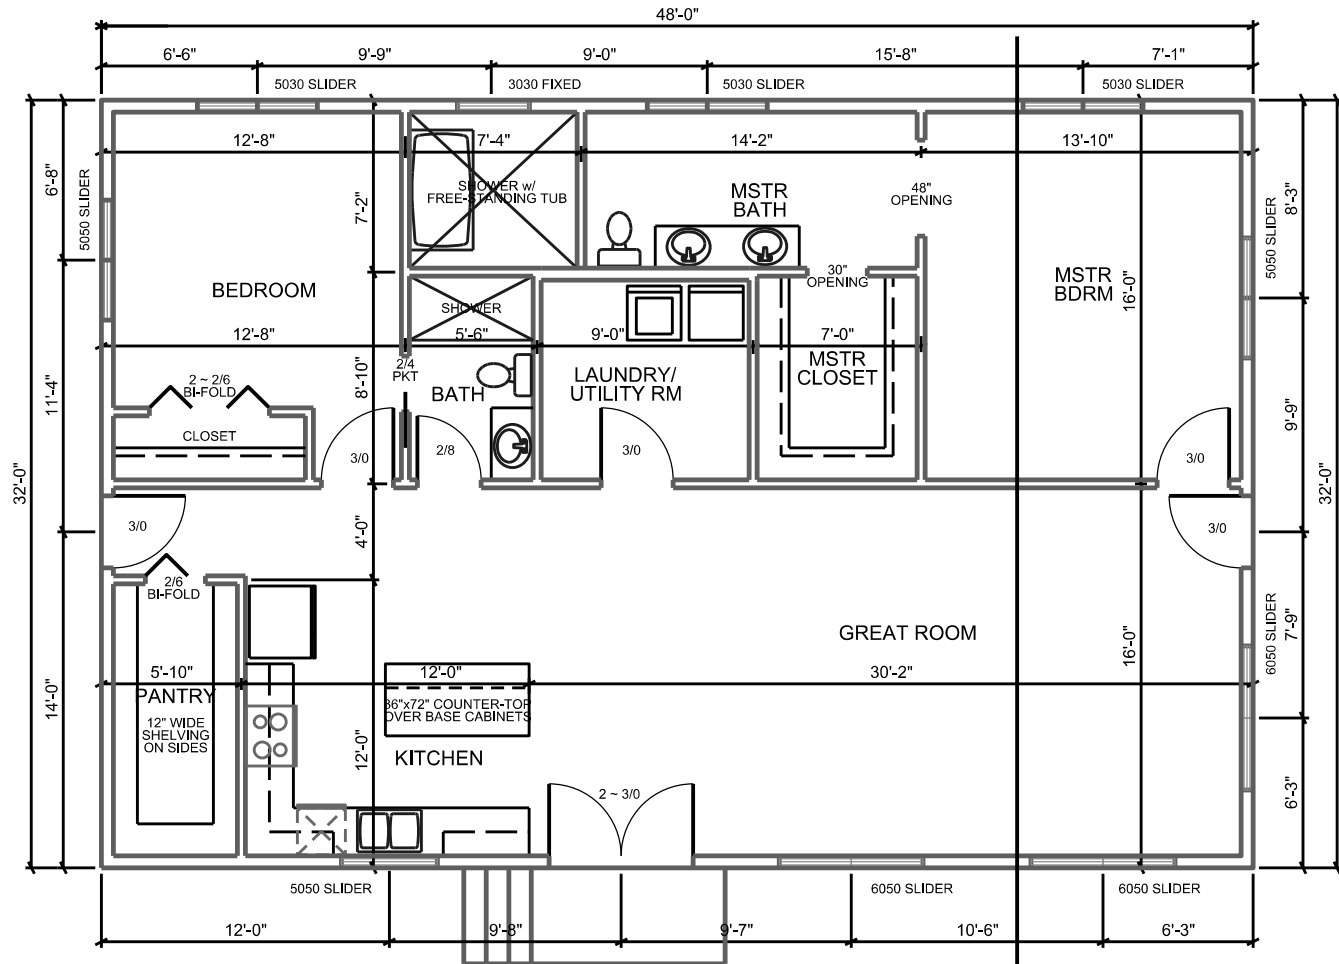 48'-0"
6'-6"
9'-9"
9'-0"
15'-8"
7'-1"
5030 SLIDER
3030 FIXED
5030 SLIDER
5030 SLIDER
12'-8"
7'-4"
14'-2"
13'-10"
6'-8"
5050 SLIDER
7'-2"
SHOWER w/
FREE-STANDING TUB
MSTR
BATH
48"
OPENING
8'-3"
5050 SLIDER
BEDROOM
30"
OPENING
MSTR
BDRM
16'-0"
SHOWER
12'-8"
5'-6"
9'-0"
7'-0"
2/4
PKT
8'-10"
2 ~ 2/6
BI-FOLD
BATH
LAUNDRY/
UTILITY RM
MSTR
CLOSET
11'-4"
9'-9"
CLOSET
3/0
2/8
3/0
3/0
32'-0"
32'-0"
3/0
4'-0"
3/0
2/6
BI-FOLD
GREAT ROOM
16'-0"
6050 SLIDER
7'-9"
5'-10"
12'-0"
30'-2"
14'-0"
PANTRY
36"x72" COUNTER-TOP
OVER BASE CABINETS
12" WIDE
SHELVING
ON SIDES
12'-0"
KITCHEN
2 ~ 3/0
6'-3"
5050 SLIDER
6050 SLIDER
6050 SLIDER
12'-0"
9'-8"
9'-7"
10'-6"
6'-3"